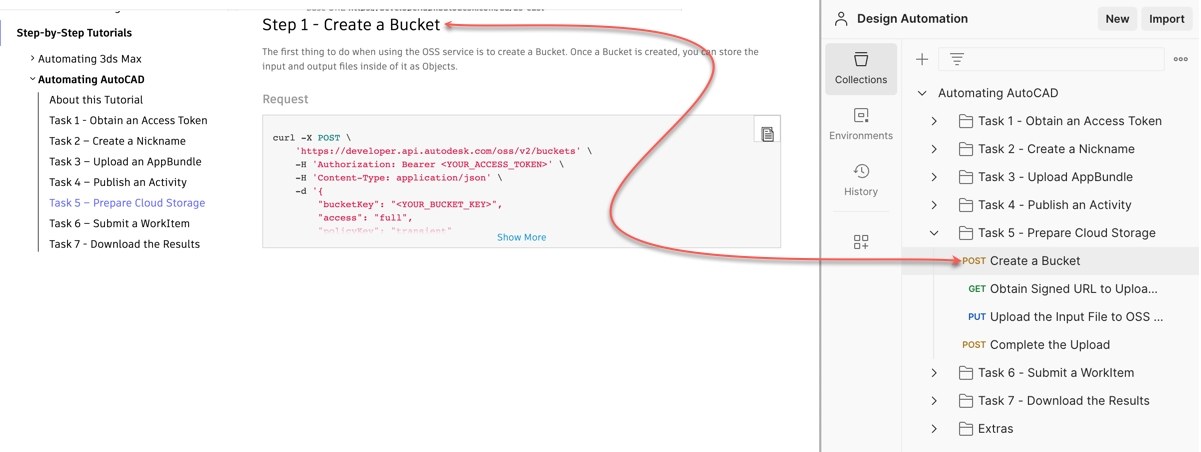 Step-by-Step Tutorials
Automating 3ds Max
Automating AutoCAD
About this Tutorial
Task 1 - Obtain an Access Token
Task 2 – Create a Nickname
Task 3 – Upload an AppBundle
Task 4 – Publish an Activity
Task 5 – Prepare Cloud Storage
Task 6 – Submit a WorkItem
Task 7 - Download the Results
Step 1 - Create a Bucket
The first thing to do when using the OSS service is to create a Bucket. Once a Bucket is created, you can store the
input and output files inside of it as Objects.
Request
curl -X POST \
'https://developer.api.autodesk.com/oss/v2/buckets' \
-H 'Authorization: Bearer <YOUR_ACCESS_TOKEN>' \
-H 'Content-Type: application/json' \
-d '{
"bucketKey": "<YOUR_BUCKET_KEY>",
"access": "full",
"policyKey": "transient"
Show More
Design Automation
New
Import
Collections
Environments
History
Automating AutoCAD
Task 1 - Obtain an Access Token
Task 2 - Create a Nickname
Task 3 - Upload AppBundle
Task 4 - Publish an Activity
Task 5 - Prepare Cloud Storage
POST Create a Bucket
GET Obtain Signed URL to Uploa...
PUT Upload the Input File to OSS ...
POST Complete the Upload
Task 6 - Submit a WorkItem
Task 7 - Download the Results
Extras